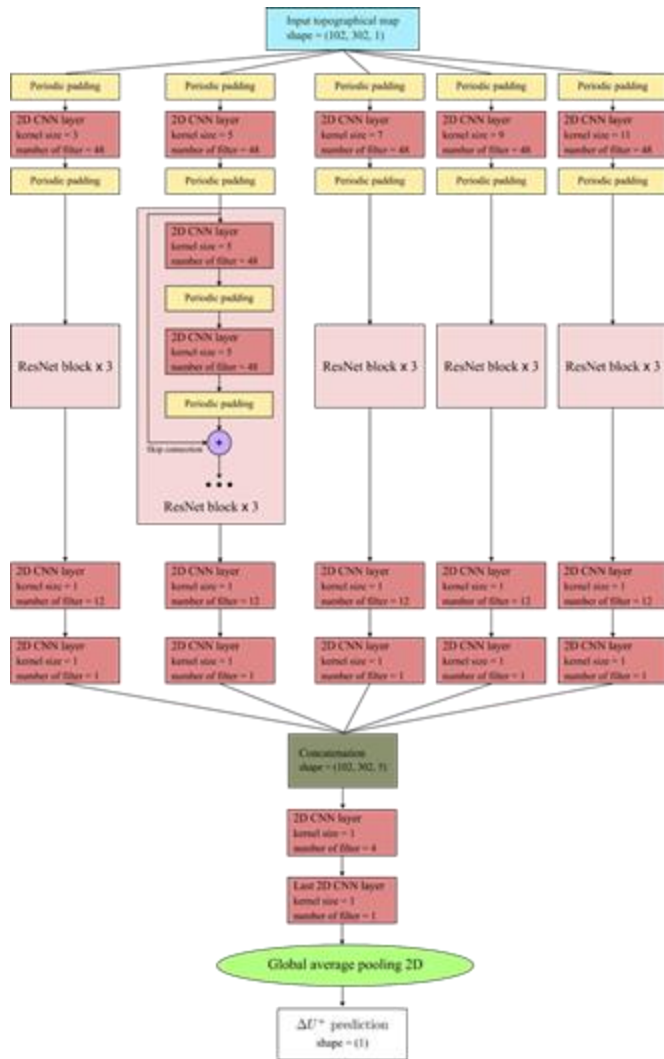 Input topographical map
shape = (102, 302, 1)
Periodic padding
Periodic padding
Periodic padding
Periodic padding
Periodic padding
2D CNN layer
kernel size = 3
number of filter = 48
2D CNN layer
kernel size = 5
number of filter = 48
2D CNN layer
kernel size = 7
number of filter = 48
2D CNN layer
kernel size = 9
number of filter = 48
2D CNN layer
kernel size = 11
number of filter = 48
Periodic padding
Periodic padding
Periodic padding
Periodic padding
Periodic padding
2D CNN layer
kernel size = 5
number of filter = 48
Periodic padding
2D CNN layer
kernel size = 5
number of filter = 48
Periodic padding
+
Skip connection
•••
ResNet block x 3
ResNet block x 3
ResNet block x 3
ResNet block x 3
ResNet block x 3
2D CNN layer
kernel size = 1
number of filter = 12
2D CNN layer
kernel size = 1
number of filter = 12
2D CNN layer
kernel size = 1
number of filter = 12
2D CNN layer
kernel size = 1
number of filter = 12
2D CNN layer
kernel size = 1
number of filter = 12
2D CNN layer
kernel size = 1
number of filter = 1
2D CNN layer
kernel size = 1
number of filter = 1
2D CNN layer
kernel size = 1
number of filter = 1
2D CNN layer
kernel size = 1
number of filter = 1
2D CNN layer
kernel size = 1
number of filter = 1
Concatenation
shape = (102, 302, 5)
2D CNN layer
kernel size = 1
number of filter = 4
Last 2D CNN layer
kernel size = 1
number of filter = 1
Global average pooling 2D
ΔU⁺ prediction
shape = (1)